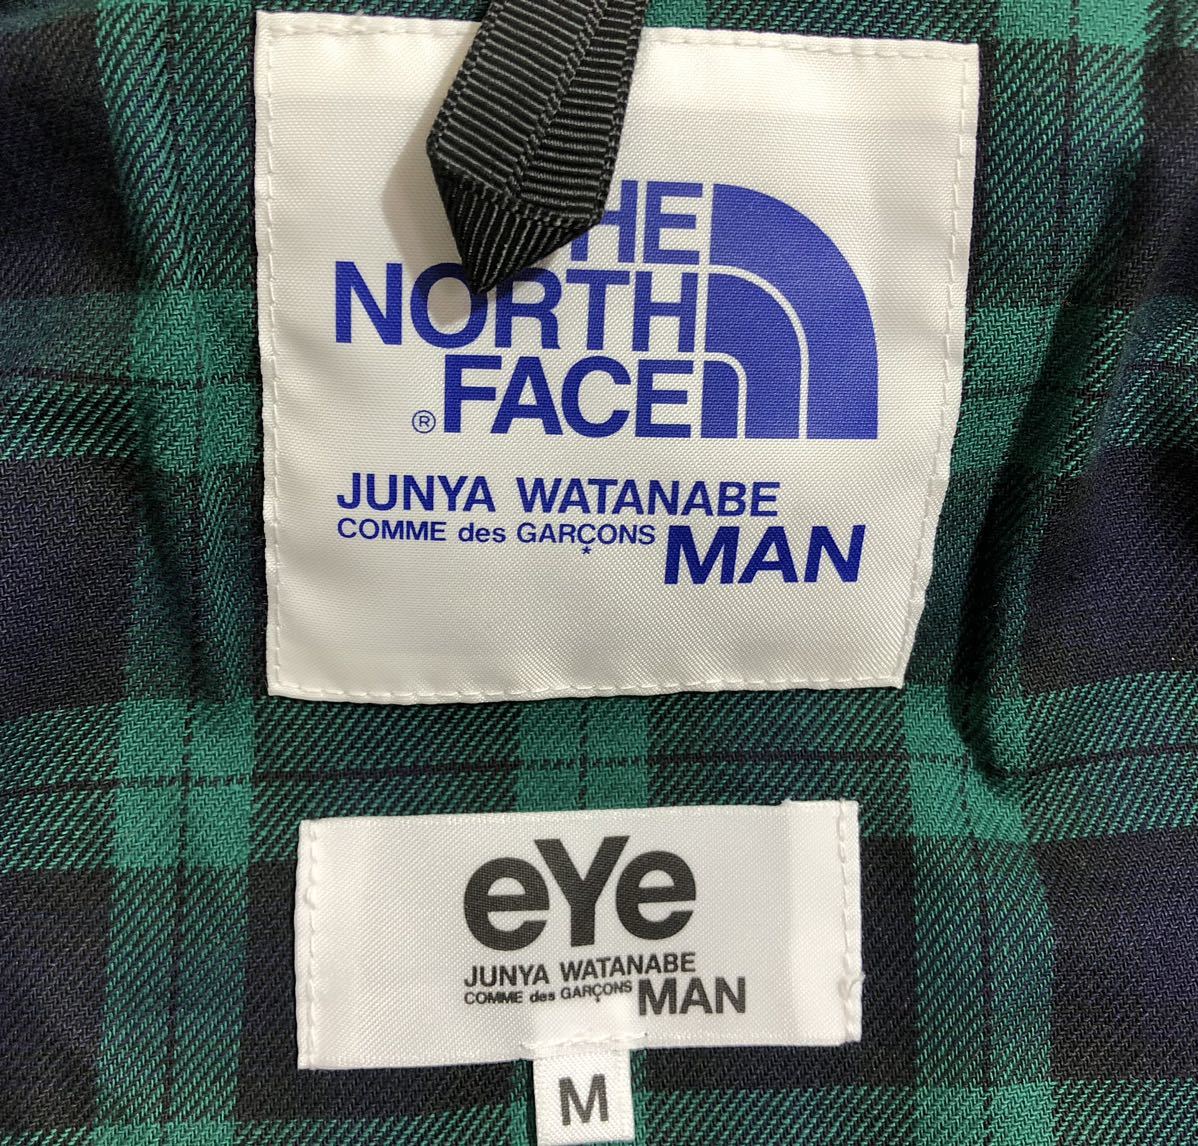 THE
NORTH
FACE
®
JUNYA WATANABE
COMME des GARÇONS
*
MAN
eYe
JUNYA WATANABE
COMME des GARÇONS
MAN
M